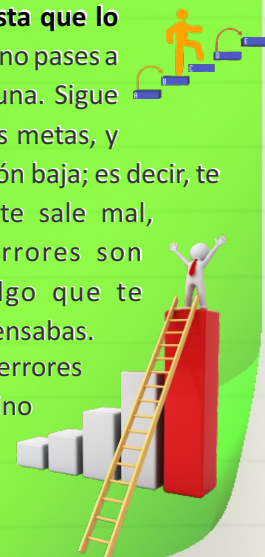 sta que lo
no pases a
una. Sigue
s metas, y
ón baja; es decir, te
te sale mal,
errores son
lgo que te
ensabas.
errores
ino